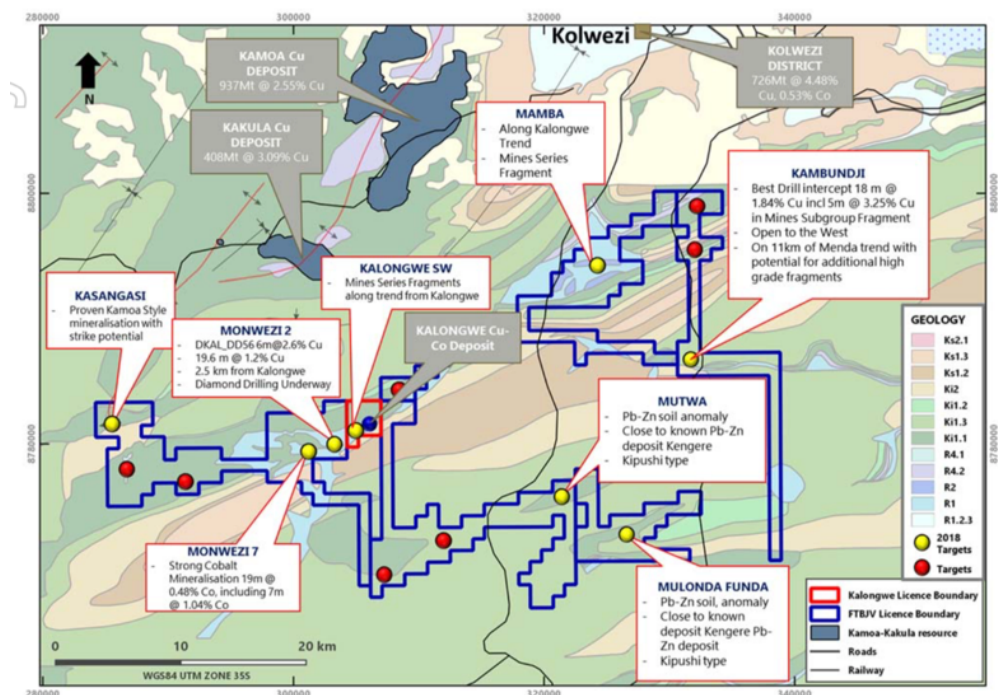 280000
300000
320000
340000
Kolwezi
N
KAMOA Cu
DEPOSIT
937Mt @ 2.55% Cu
KOLWEZI
DISTRICT
726Mt @ 4.48%
Cu, 0.53% Co
KAKULA Cu
DEPOSIT
408Mt @ 3.09% Cu
MAMBA
- Along Kalongwe
Trend
- Mines Series
Fragment
KAMBUNDJI
- Best Drill intercept 18 m @
1.84% Cu incl 5m @ 3.25% Cu
in Mines Subgroup Fragment
- Open to the West
- On 11km of Menda trend with
potential for additional high
grade fragments
8800000
8800000
KALONGWE SW
- Mines Series Fragments
along trend from Kalongwe
KASANGASI
- Proven Kamoa Style
mineralisation with
strike potential
MONWEZI 2
- DKAL_DD56 6m@2.6% Cu
- 19.6 m @ 1.2% Cu
- 2.5 km from Kalongwe
- Diamond Drilling Underway
KALONGWE Cu-
Co Deposit
MUTWA
- Pb-Zn soil anomaly
- Close to known Pb-Zn
deposit Kengere
- Kipushi type
8780000
8780000
MONWEZI 7
- Strong Cobalt
Mineralisation 19m @
0.48% Co, including 7m
@ 1.04% Co
MULONDA FUNDA
- Pb-Zn soil, anomaly
- Close to known
deposit Kengere Pb-
Zn deposit
- Kipushi type
GEOLOGY
Ks2.1
Ks1.3
Ks1.2
Ki2
Ki1.2
Ki1.3
Ki1.1
R4.1
R4.2
R2
R1
R1.2.3
2018
Targets
Targets
Kalongwe Licence Boundary
FTBJV Licence Boundary
Kamoa-Kakula resource
Roads
Railway
0
10
20 km
WGS84 UTM ZONE 35S
280000
300000
320000
340000